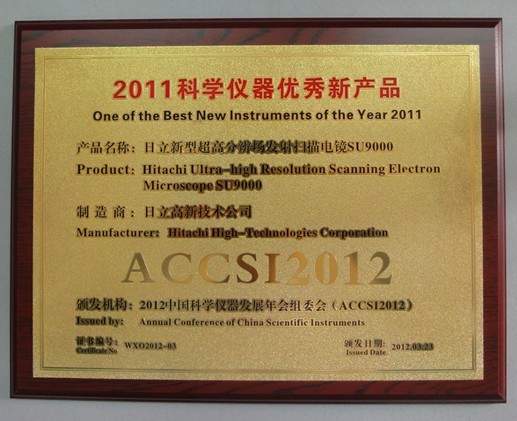 2011科学仪器优秀新产品
One of the Best New Instruments of the Year 2011
产品名称：日立新型超高分辨场发射扫描电镜SU9000
Product：Hitachi Ultra-high Resolution Scanning Electron
Microscope SU9000
制造商：日立高新技术公司
Manufacturer：Hitachi High-Technologies Corporation
ACCSI2012
颁发机构：2012中国科学仪器发展年会组委会（ACCSI2012）
Issued by: Annual Conference of China Scientific Instruments
证书编号：WXO2012-03
Certificate No
颁发日期：2012.03.23
Issued Date